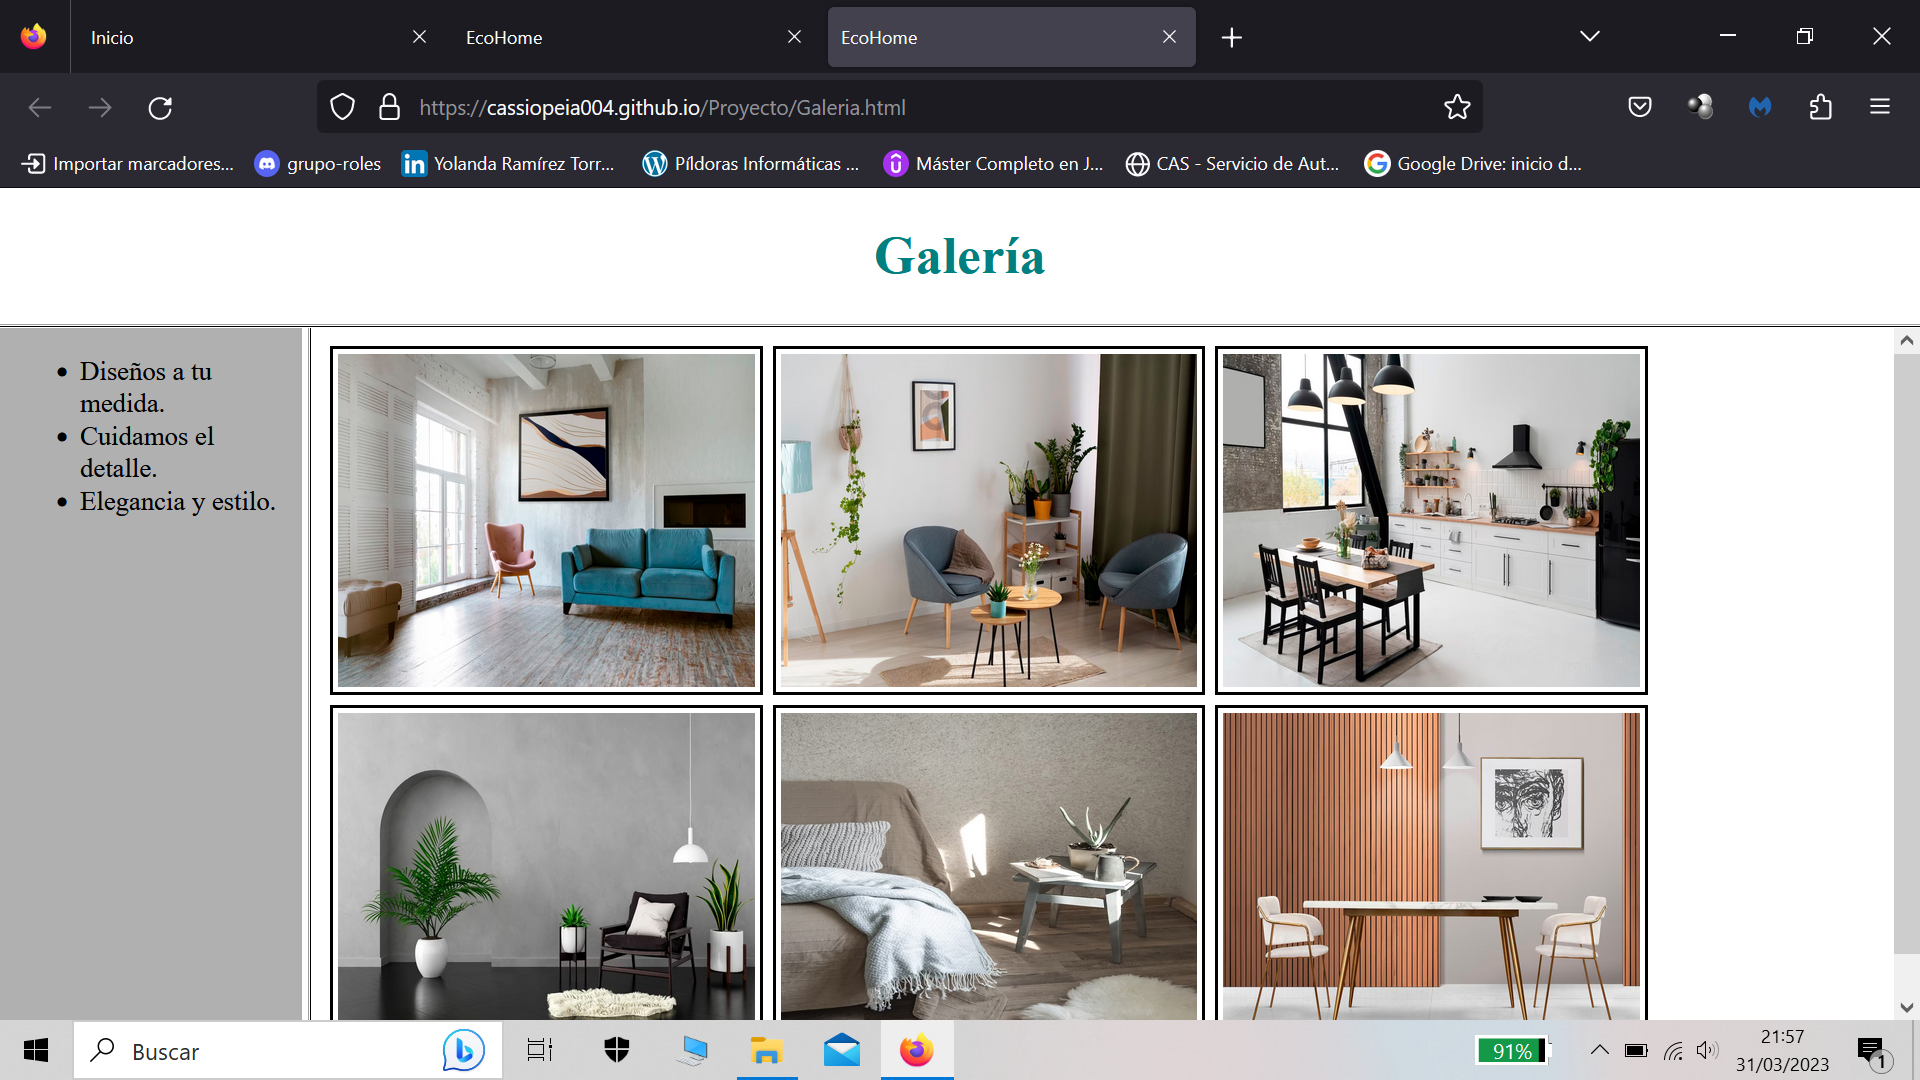 Inicio
EcoHome
EcoHome
https://cassiopeia004.github.io/Proyecto/Galeria.html
Importar marcadores...
grupo-roles
Yolanda Ramírez Torr...
Píldoras Informáticas ...
Máster Completo en J...
CAS - Servicio de Aut...
Google Drive: inicio d...
Galería
Diseños a tu
medida.
Cuidamos el
detalle.
Elegancia y estilo.
Buscar
91%
21:57
31/03/2023
1